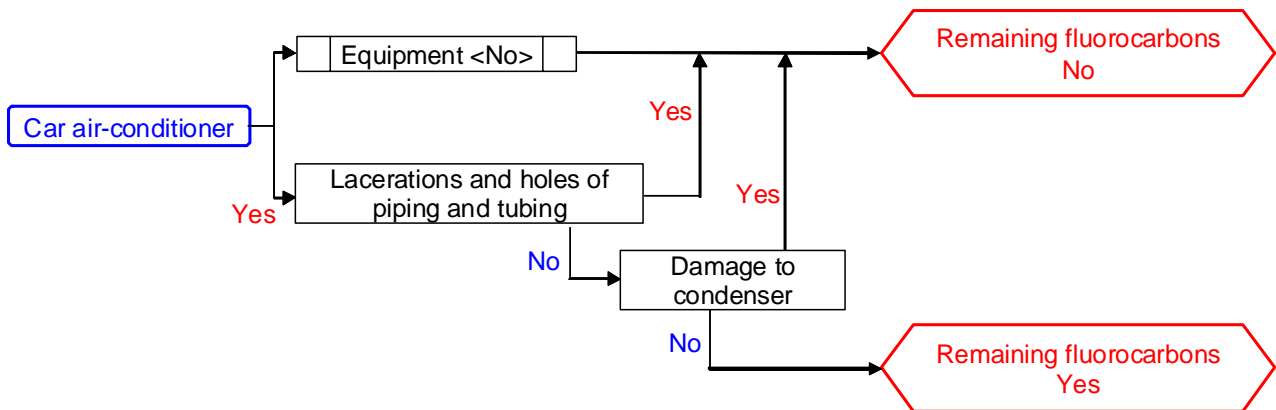 Equipment <No>
Remaining fluorocarbons
No
Car air-conditioner
Yes
Lacerations and holes of
piping and tubing
Yes
Yes
No
Damage to
condenser
No
Remaining fluorocarbons
Yes